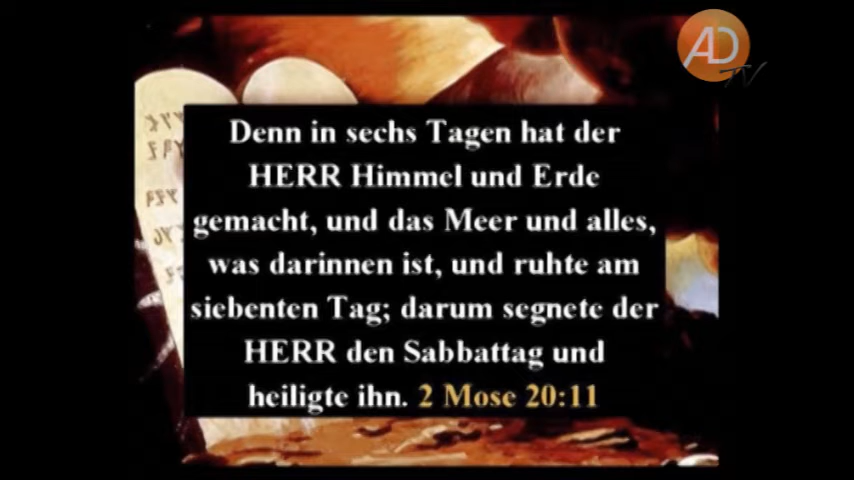 AD
TV
Denn in sechs Tagen hat der
HERR Himmel und Erde
gemacht, und das Meer und alles,
was darinnen ist, und ruhte am
siebenten Tag; darum segnete der
HERR den Sabbattag und
heiligte ihn. 2 Mose 20:11